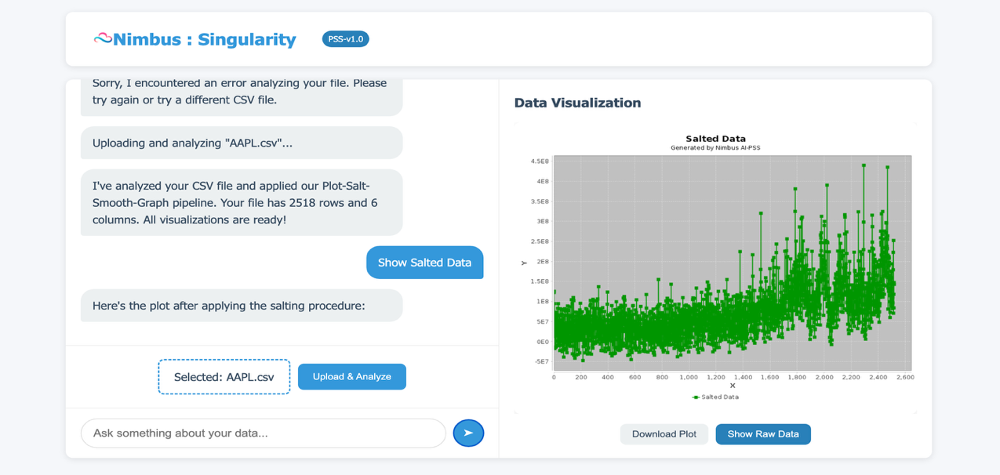 Nimbus : Singularity
PSS-v1.0
Sorry, I encountered an error analyzing your file. Please
try again or try a different CSV file.
Uploading and analyzing "AAPL.csv"...
I've analyzed your CSV file and applied our Plot-Salt-
Smooth-Graph pipeline. Your file has 2518 rows and 6
columns. All visualizations are ready!
Show Salted Data
Here's the plot after applying the salting procedure:
Selected: AAPL.csv
Upload & Analyze
Ask something about your data...
Data Visualization
Salted Data
Generated by Nimbus AI-PSS
4.5E8
4E8
3.5E8
3E8
2.5E8
2E8
1.5E8
1E8
5E7
0E0
-5E7
Y
0 200 400 600 800 1,000 1,200 1,400 1,600 1,800 2,000 2,200 2,400 2,600
X
Salted Data
Download Plot
Show Raw Data